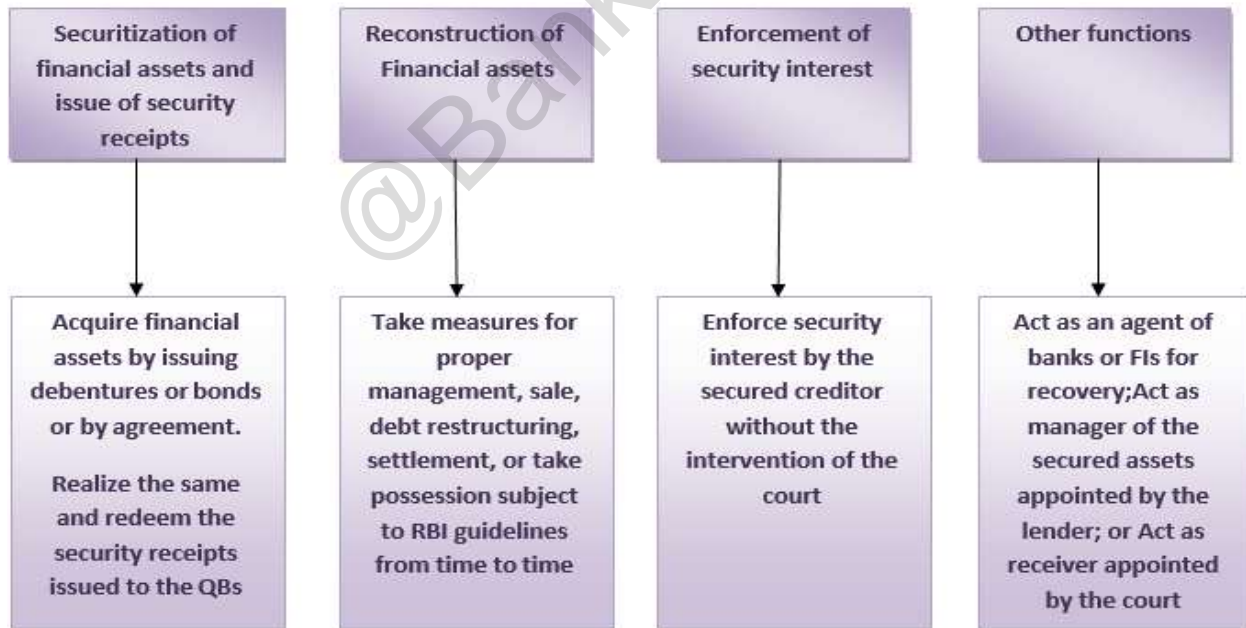 Securitization of
financial assets and
issue of security
receipts
Reconstruction of
Financial assets
Enforcement of
security interest
Other functions
@Bank
Acquire financial
assets by issuing
debentures or bonds
or by agreement.
Realize the same
and redeem the
security receipts
issued to the QBs
Take measures for
proper
management, sale,
debt restructuring,
settlement, or take
possession subject
to RBI guidelines
from time to time
Enforce security
interest by the
secured creditor
without the
intervention of the
court
Act as an agent of
banks or FIs for
recovery;Act as
manager of the
secured assets
appointed by the
lender; or Act as
receiver appointed
by the court